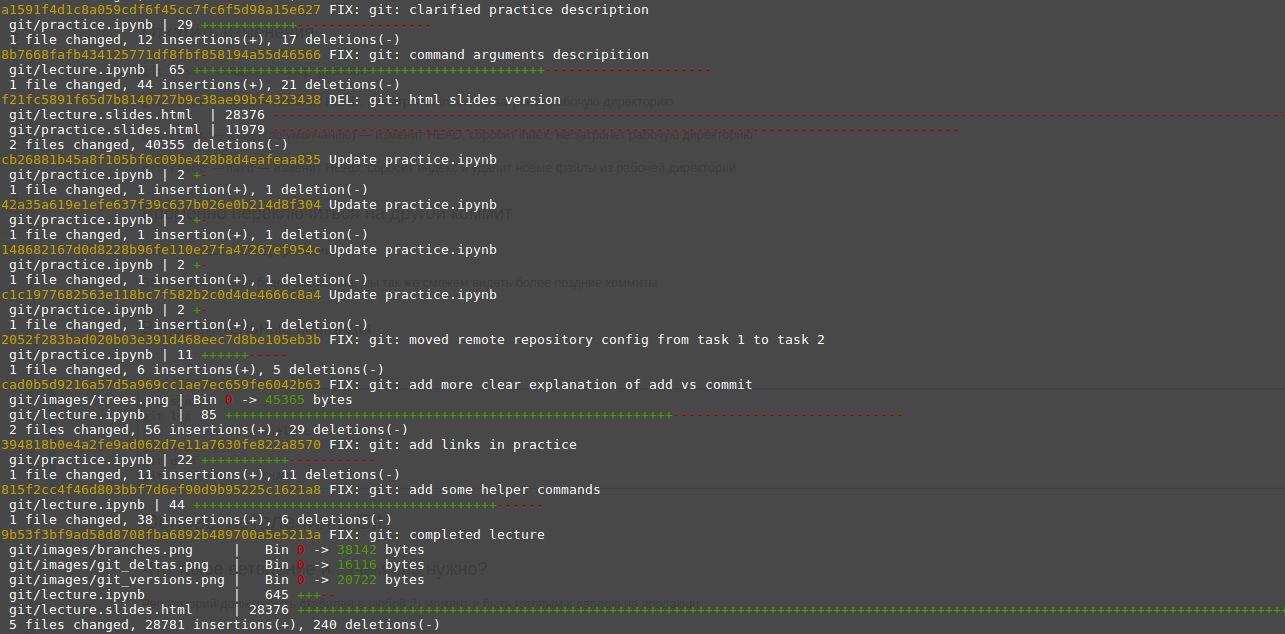 a1591f4d1c8a059cdf6f45cc7fc6f5d98a15e627 FIX: git: clarified practice description
git/practice.ipynb | 29 ++++++++++++-----------------
1 file changed, 12 insertions(+), 17 deletions(-)
8b7668fafb434125771df8fbf858194a55d46566 FIX: git: command arguments descripition
git/lecture.ipynb | 65 ++++++++++++++++++++++++++++++++++++++++++++---------------------
1 file changed, 44 insertions(+), 21 deletions(-)
f21fc5891f65d7b8140727b9c38ae99bf4323438 DEL: git: html slides version
git/lecture.slides.html | 28376 ----------------------------------------------------------------------------------------------------------------------------
git/practice.slides.html | 11979 --------------------------------------------------------------------------------------
2 files changed, 40355 deletions(-)
cb26881b45a8f105bf6c09be428b8d4eafeaa835 Update practice.ipynb
git/practice.ipynb | 2 +-
1 file changed, 1 insertion(+), 1 deletion(-)
42a35a619e1efe637f39c637b026e0b214d8f304 Update practice.ipynb
git/practice.ipynb | 2 +-
1 file changed, 1 insertion(+), 1 deletion(-)
148682167d0d8228b96fe110e27fa47267ef954c Update practice.ipynb
git/practice.ipynb | 2 +-
1 file changed, 1 insertion(+), 1 deletion(-)
c1c1977682563e118bc7f582b2c0d4de4666c8a4 Update practice.ipynb
git/practice.ipynb | 2 +-
1 file changed, 1 insertion(+), 1 deletion(-)
2052f283bad020b03e391d468eec7d8be105eb3b FIX: git: moved remote repository config from task 1 to task 2
git/practice.ipynb | 11 ++++++-----
1 file changed, 6 insertions(+), 5 deletions(-)
cad0b5d9216a57d5a969cc1ae7ec659fe6042b63 FIX: git: add more clear explanation of add vs commit
git/images/trees.png | Bin 0 -> 45365 bytes
git/lecture.ipynb | 85 ++++++++++++++++++++++++++++++++++++++++++++++++++++++++-----------------------------
2 files changed, 56 insertions(+), 29 deletions(-)
394818b0e4a2fe9ad062d7e11a7630fe822a8570 FIX: git: add links in practice
git/practice.ipynb | 22 +++++++++++-----------
1 file changed, 11 insertions(+), 11 deletions(-)
815f2cc4f46d803bbf7d6ef90d9b95225c1621a8 FIX: git: add some helper commands
git/lecture.ipynb | 44 ++++++++++++++++++++++++++++++++++++++------
1 file changed, 38 insertions(+), 6 deletions(-)
9b53f3bf9ad58d8708fba6892b489700a5e5213a FIX: git: completed lecture
git/images/branches.png | Bin 0 -> 38142 bytes
git/images/git_deltas.png | Bin 0 -> 16116 bytes
git/images/git_versions.png | Bin 0 -> 20722 bytes
git/lecture.ipynb | 645 +++--
git/lecture.slides.html | 28376 ++++++++++++++++++++++++++++++++++++++++++++++++++++++++++++++++++++++++++++++++++++++++++++++++++++++++++++++++++++++++++++
5 files changed, 28781 insertions(+), 240 deletions(-)